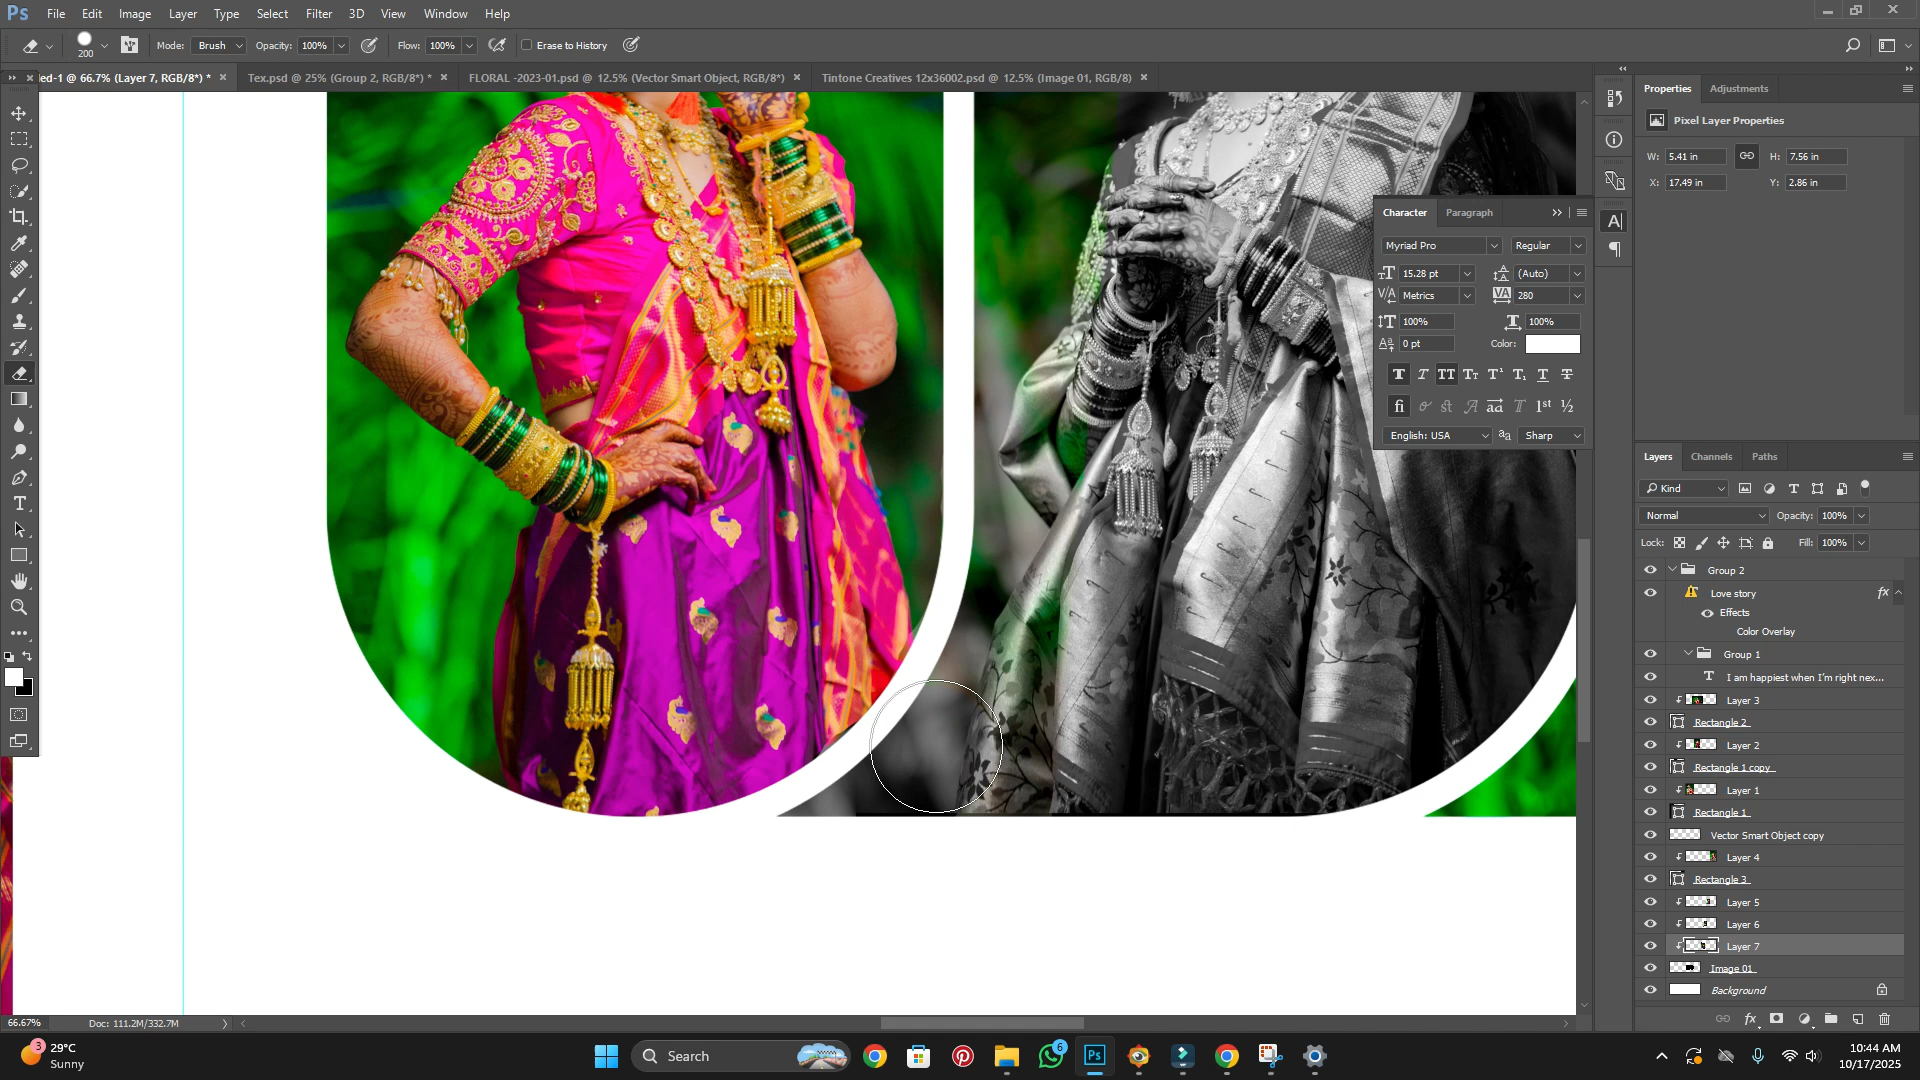 Ps File Edit Image Layer Type Select Filter 3D View Window Help
200 Mode: Brush Opacity: 100% Flow: 100% Erase to History
ed-1 @ 66.7% (Layer 7, RGB/8*) * Tex.psd @ 25% (Group 2, RGB/8*) * FLORAL -2023-01.psd @ 12.5% (Vector Smart Object, RGB/8*) Tintone Creatives 12x36002.psd @ 12.5% (Image 01, RGB/8)
Properties Adjustments
Pixel Layer Properties
W: 5.41 in H: 7.56 in
X: 17.49 in Y: 2.86 in
Character Paragraph
Myriad Pro Regular
15.28 pt (Auto)
Metrics 280
100% 100%
0 pt Color:
English: USA Sharp
Layers Channels Paths
Kind
Normal Opacity: 100%
Lock: Fill: 100%
Group 2
Love story fx
Effects
Color Overlay
Group 1
I am happiest when I'm right nex...
Layer 3
Rectangle 2
Layer 2
Rectangle 1 copy
Layer 1
Rectangle 1
Vector Smart Object copy
Layer 4
Rectangle 3
Layer 5
Layer 6
Layer 7
Image 01
Background
66.67% Doc: 111.2M/332.7M
3 29°C
Sunny
Search
6
Ps
10:44 AM
10/17/2025